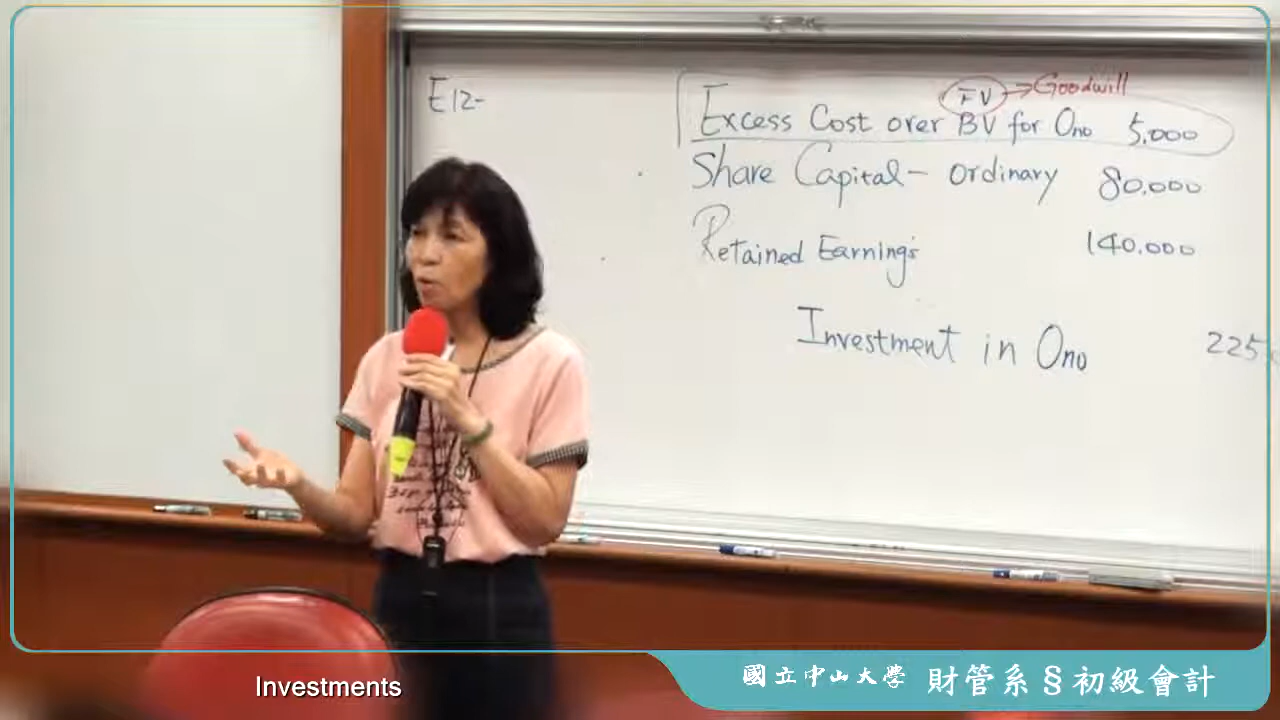 E12-
FV → Goodwill
Excess Cost over BV for Ono 5,000
Share Capital – Ordinary 80,000
Retained Earnings 140,000
Investment in Ono 225
Investments
國立中山大學 財管系§初級會計